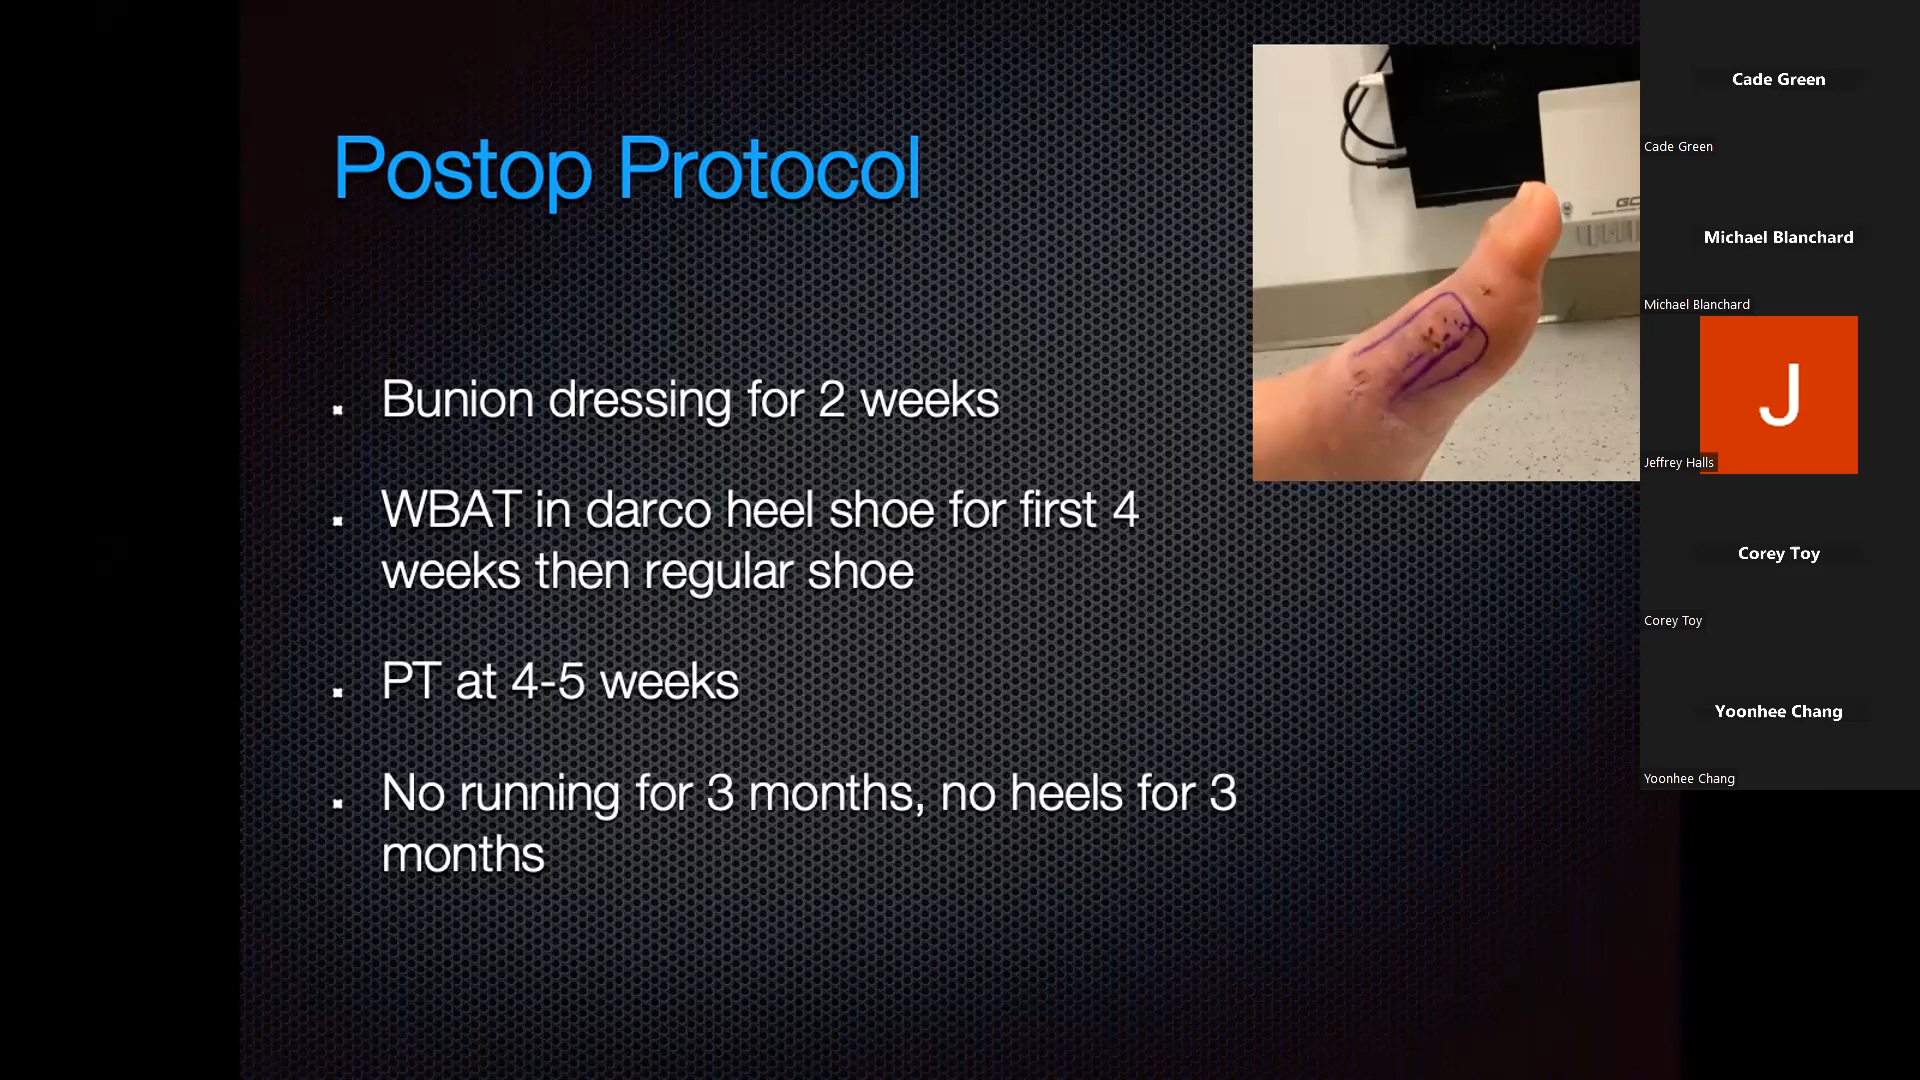 Postop Protocol
Bunion dressing for 2 weeks
WBAT in darco heel shoe for first 4
weeks then regular shoe
PT at 4-5 weeks
No running for 3 months, no heels for 3
months
Cade Green
Cade Green
Michael Blanchard
Michael Blanchard
J
Jeffrey Halls
Corey Toy
Corey Toy
Yoonhee Chang
Yoonhee Chang